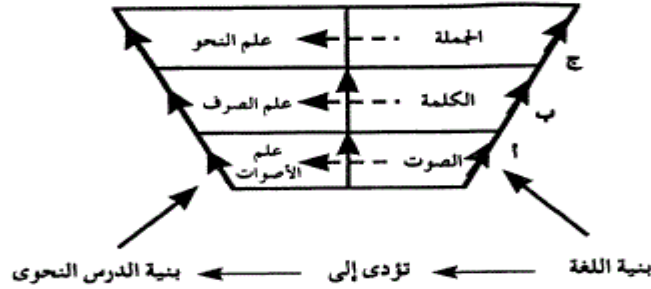 الجملة علم النحو
ج
الكلمة علم الصرف
ب
الصوت علم الأصوات
أ
بنية اللغة تؤدى إلى بنية الدرس النحوى